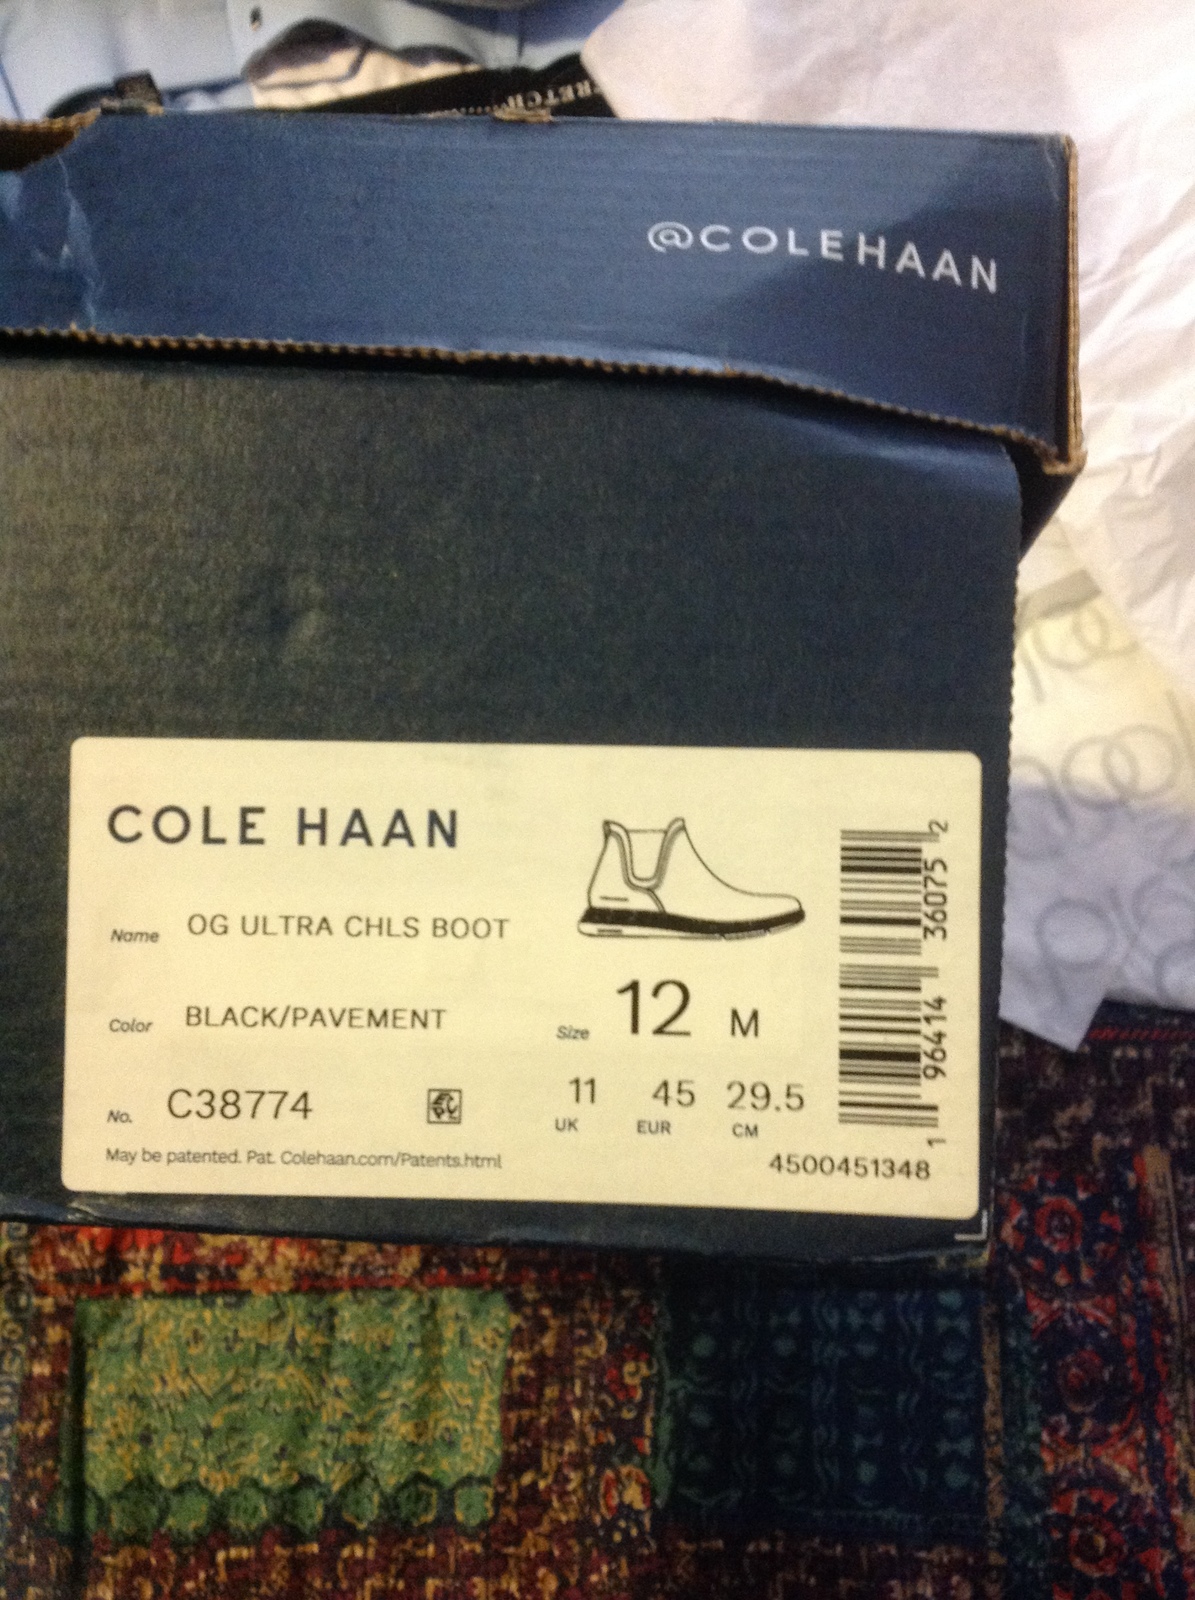 STRETCH
@COLEHAAN
COLE HAAN
Name OG ULTRA CHLS BOOT
Color BLACK/PAVEMENT
Size 12 M
No. C38774
11 45 29.5
UK EUR CM
May be patented. Pat. Colehaan.com/Patents.html
4500451348
1 96414 36075 2